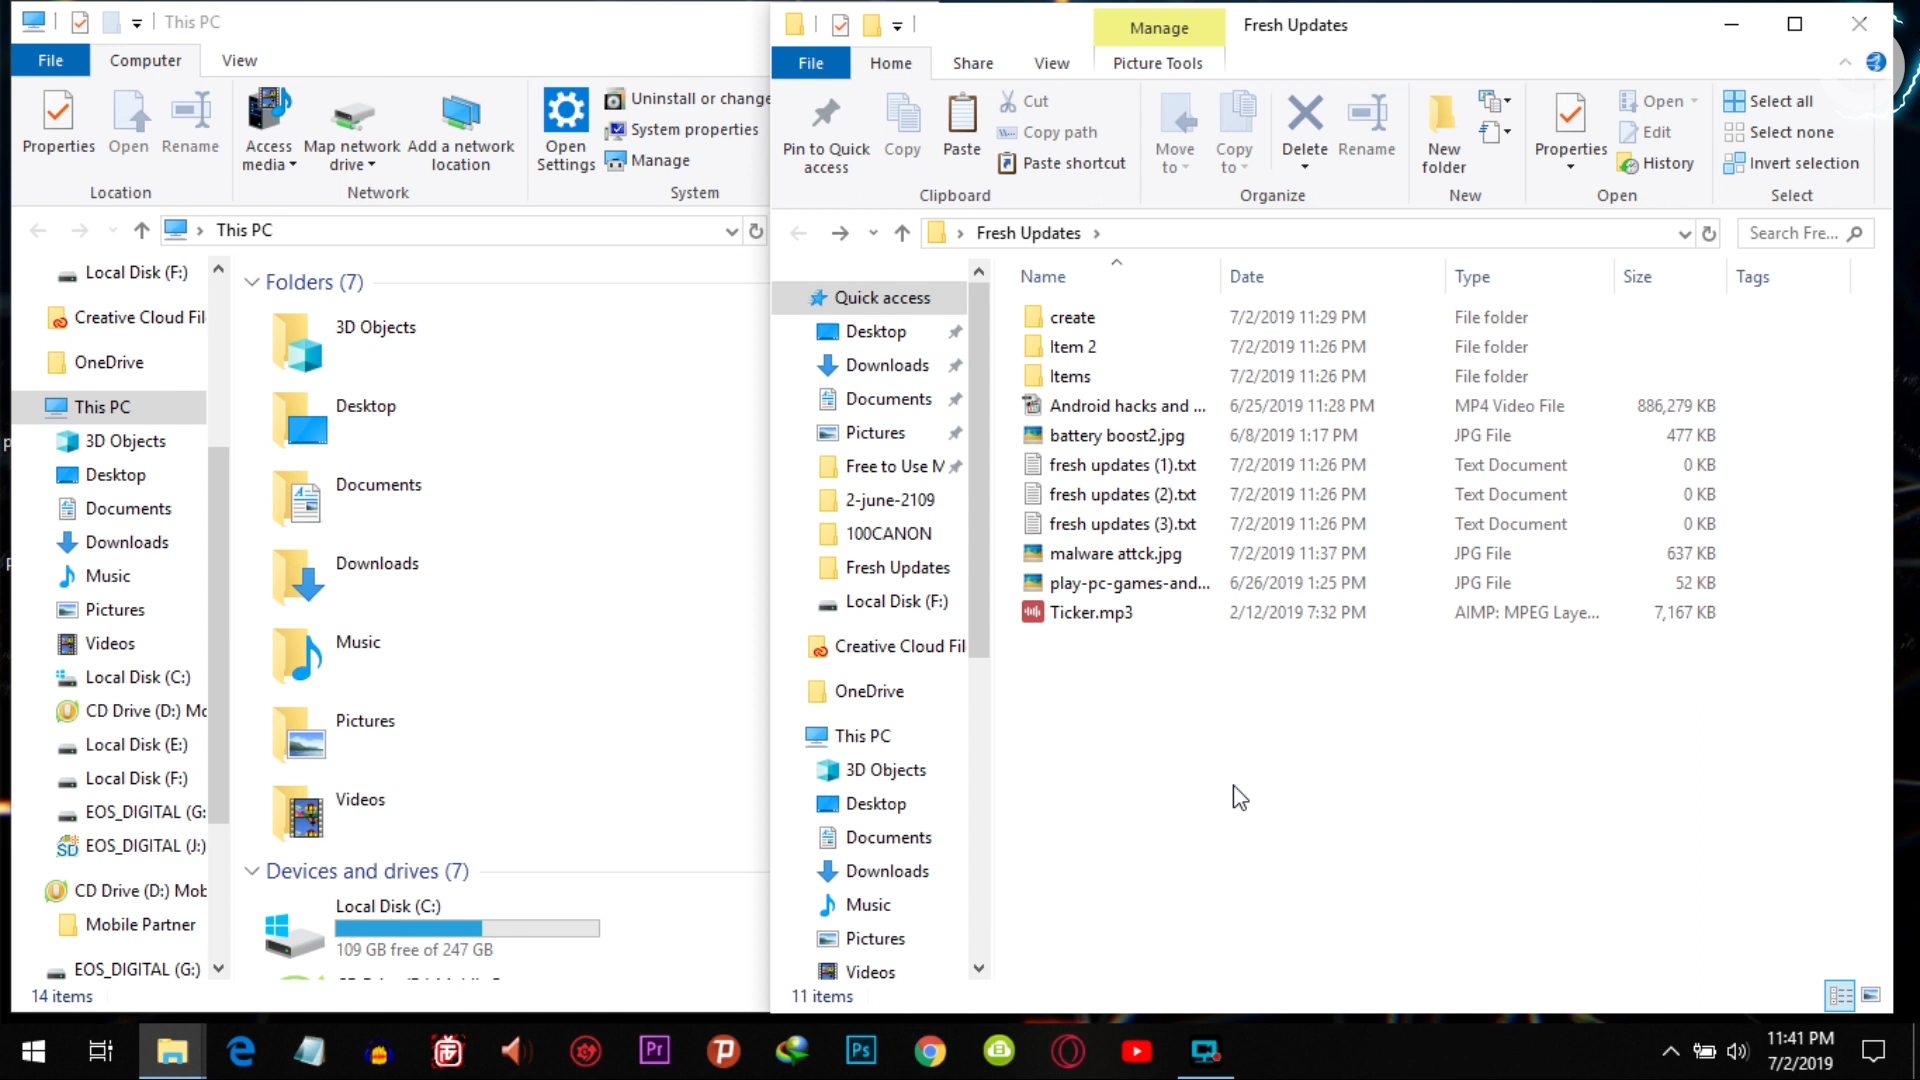 This PC
File
Computer
View
Properties
Open
Rename
Access media
Map network drive
Add a network location
Open Settings
Uninstall or change
System properties
Manage
Location
Network
System
This PC
Local Disk (F:)
Creative Cloud Fil
OneDrive
This PC
3D Objects
Desktop
Documents
Downloads
Music
Pictures
Videos
Local Disk (C:)
CD Drive (D:) Mc
Local Disk (E:)
Local Disk (F:)
EOS_DIGITAL (G:
EOS_DIGITAL (J:)
CD Drive (D:) Mob
Mobile Partner
EOS_DIGITAL (G:)
14 items
Folders (7)
3D Objects
Desktop
Documents
Downloads
Music
Pictures
Videos
Devices and drives (7)
Local Disk (C:)
109 GB free of 247 GB
Manage
Fresh Updates
File
Home
Share
View
Picture Tools
Pin to Quick access
Copy
Paste
Cut
Copy path
Paste shortcut
Move to
Copy to
Delete
Rename
New folder
Properties
Open
Edit
History
Select all
Select none
Invert selection
Clipboard
Organize
New
Open
Select
Fresh Updates
Search Fre...
Quick access
Desktop
Downloads
Documents
Pictures
Free to Use M
2-june-2109
100CANON
Fresh Updates
Local Disk (F:)
Creative Cloud Fil
OneDrive
This PC
3D Objects
Desktop
Documents
Downloads
Music
Pictures
Videos
11 items
Name Date Type Size Tags
create 7/2/2019 11:29 PM File folder
Item 2 7/2/2019 11:26 PM File folder
Items 7/2/2019 11:26 PM File folder
Android hacks and ... 6/25/2019 11:28 PM MP4 Video File 886,279 KB
battery boost2.jpg 6/8/2019 1:17 PM JPG File 477 KB
fresh updates (1).txt 7/2/2019 11:26 PM Text Document 0 KB
fresh updates (2).txt 7/2/2019 11:26 PM Text Document 0 KB
fresh updates (3).txt 7/2/2019 11:26 PM Text Document 0 KB
malware attck.jpg 7/2/2019 11:37 PM JPG File 637 KB
play-pc-games-and... 6/26/2019 1:25 PM JPG File 52 KB
Ticker.mp3 2/12/2019 7:32 PM AIMP: MPEG Laye... 7,167 KB
Pr
Ps
11:41 PM
7/2/2019